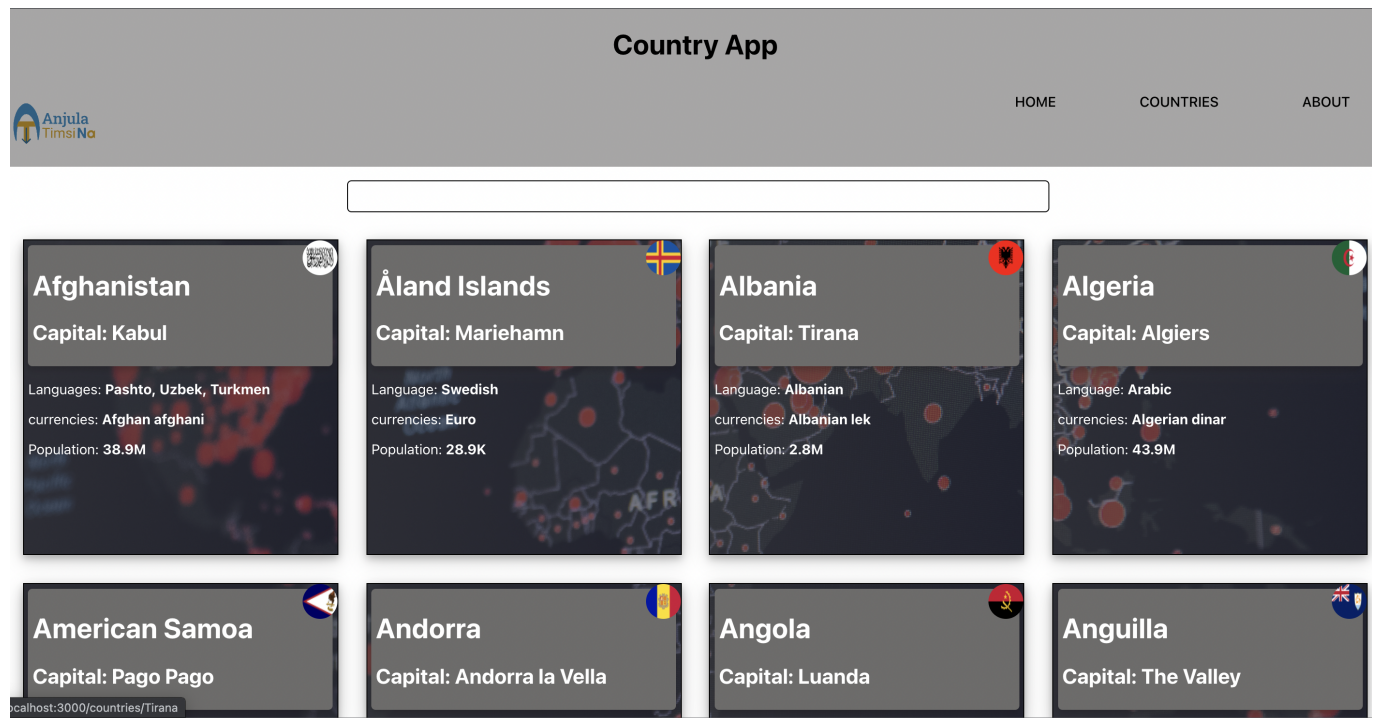 Country App
HOME COUNTRIES ABOUT
Anjula
TimsiNa
Afghanistan
Capital: Kabul
Languages: Pashto, Uzbek, Turkmen
currencies: Afghan afghani
Population: 38.9M
Åland Islands
Capital: Mariehamn
Language: Swedish
currencies: Euro
Population: 28.9K
AFR
Albania
Capital: Tirana
Language: Albanian
currencies: Albanian lek
Population: 2.8M
A
Algeria
Capital: Algiers
Language: Arabic
currencies: Algerian dinar
Population: 43.9M
American Samoa
Capital: Pago Pago
Andorra
Capital: Andorra la Vella
Angola
Capital: Luanda
Anguilla
Capital: The Valley
ocalhost:3000/countries/Tirana